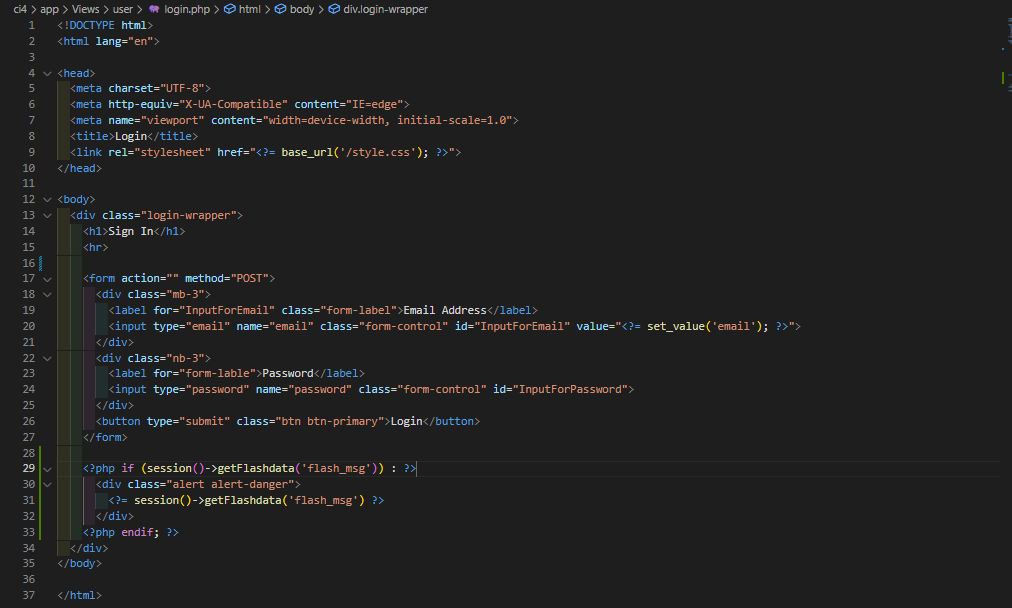 ci4 > app > Views > user > login.php > html > body > div.login-wrapper
1 <!DOCTYPE html>
2 <html lang="en">
3
4 <head>
5 <meta charset="UTF-8">
6 <meta http-equiv="X-UA-Compatible" content="IE=edge">
7 <meta name="viewport" content="width=device-width, initial-scale=1.0">
8 <title>Login</title>
9 <link rel="stylesheet" href="<?= base_url('/style.css'); ?>">
10 </head>
11
12 <body>
13 <div class="login-wrapper">
14 <h1>Sign In</h1>
15 <hr>
16
17 <form action="" method="POST">
18 <div class="mb-3">
19 <label for="InputForEmail" class="form-label">Email Address</label>
20 <input type="email" name="email" class="form-control" id="InputForEmail" value="<?= set_value('email'); ?>">
21 </div>
22 <div class="nb-3">
23 <label for="form-lable">Password</label>
24 <input type="password" name="password" class="form-control" id="InputForPassword">
25 </div>
26 <button type="submit" class="btn btn-primary">Login</button>
27 </form>
28
29 <?php if (session()->getFlashdata('flash_msg')) : ?>
30 <div class="alert alert-danger">
31 <?= session()->getFlashdata('flash_msg') ?>
32 </div>
33 <?php endif; ?>
34 </div>
35 </body>
36
37 </html>